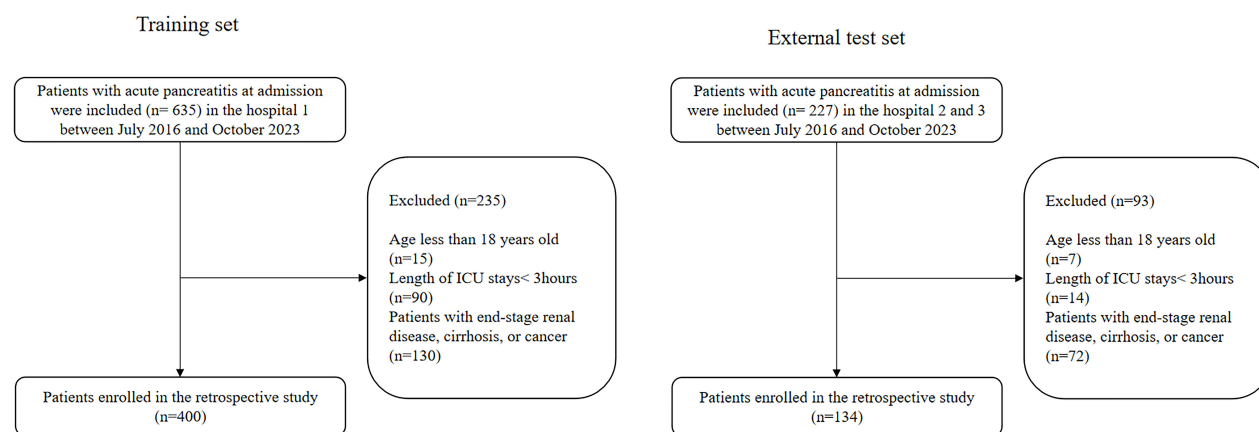 Training set
Patients with acute pancreatitis at admission
were included (n= 635) in the hospital 1
between July 2016 and October 2023
Excluded (n=235)
Age less than 18 years old
(n=15)
Length of ICU stays< 3hours
(n=90)
Patients with end-stage renal
disease, cirrhosis, or cancer
(n=130)
Patients enrolled in the retrospective study
(n=400)
External test set
Patients with acute pancreatitis at admission
were included (n= 227) in the hospital 2 and 3
between July 2016 and October 2023
Excluded (n=93)
Age less than 18 years old
(n=7)
Length of ICU stays< 3hours
(n=14)
Patients with end-stage renal
disease, cirrhosis, or cancer
(n=72)
Patients enrolled in the retrospective study
(n=134)